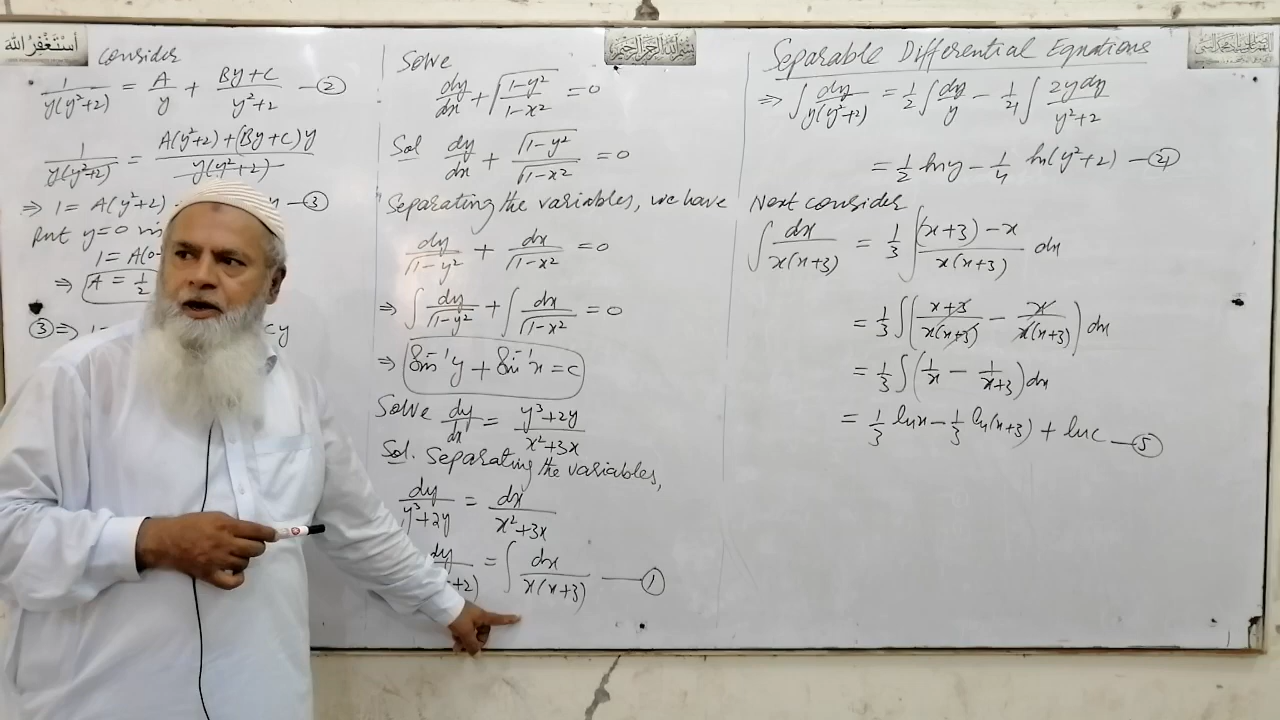 أستغفر الله
Consider
1/(y(y²+2)) = A/y + (By+C)/(y²+2) — ②
1/(y(y²+2)) = (A(y²+2)+(By+C)y)/(y(y²+2))
⇒ 1 = A(y²+2) y — ③
Put y=0 in
1 = A(0
⇒ A = 1/2
③ ⇒ 1 Cy
Solve
dy/dx + √((1-y²)/(1-x²)) = 0
Sol dy/dx + √(1-y²)/√(1-x²) = 0
Separating the variables, we have
dy/√(1-y²) + dx/√(1-x²) = 0
⇒ ∫ dy/√(1-y²) + ∫ dx/√(1-x²) = 0
⇒ Sin⁻¹y + Sin⁻¹x = c
Solve dy/dx = (y³+2y)/(x²+3x)
Sol. Separating the variables,
dy/(y³+2y) = dx/(x²+3x)
dy/ +2) = ∫ dx/(x(x+3)) — ①
Separable Differential Equations
⇒ ∫ dy/(y(y²+2)) = 1/2 ∫ dy/y - 1/4 ∫ 2y dy/(y²+2)
= 1/2 ln y - 1/4 ln(y²+2) — ④
Next consider
∫ dx/(x(x+3)) = 1/3 ∫ ((x+3)-x)/(x(x+3)) dx
= 1/3 ∫ ((x+3)/(x(x+3)) - x/(x(x+3))) dx
= 1/3 ∫ (1/x - 1/(x+3)) dx
= 1/3 ln x - 1/3 ln(x+3) + ln c — ⑤